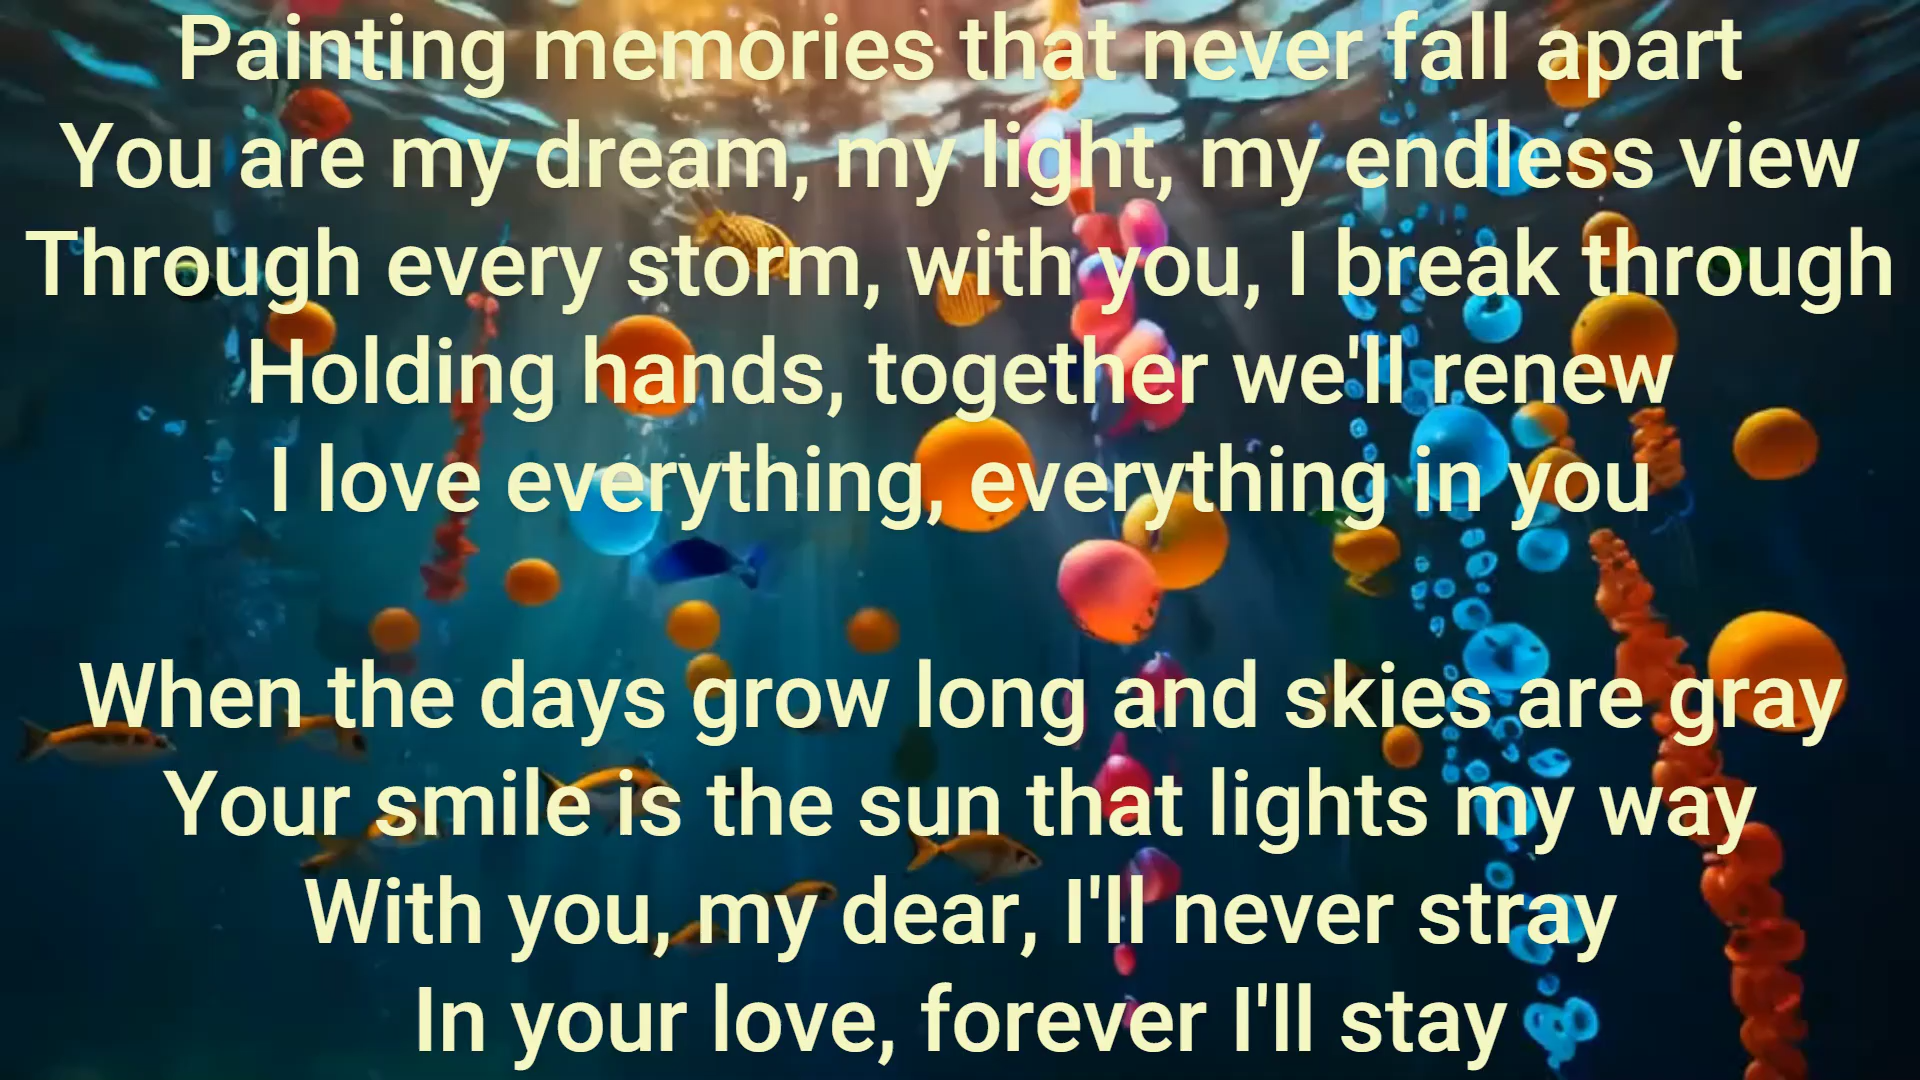 Painting memories that never fall apart
You are my dream, my light, my endless view
Through every storm, with you, I break through
Holding hands, together we'll renew
I love everything, everything in you
When the days grow long and skies are gray
Your smile is the sun that lights my way
With you, my dear, I'll never stray
In your love, forever I'll stay